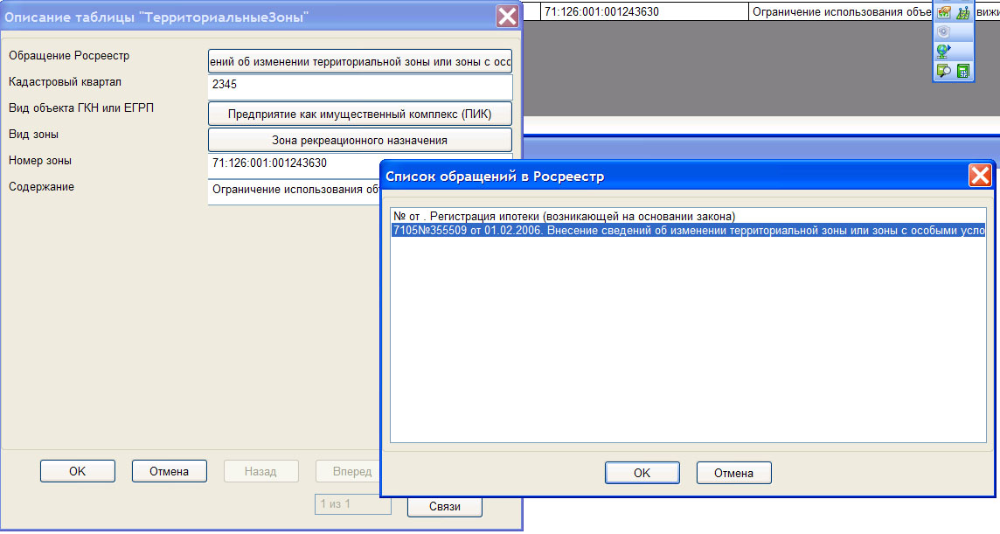 Описание таблицы "ТерриториальныеЗоны"
71:126:001:001243630
Ограничение использования объе
движи
Обращение Росреестр
ений об изменении территориальной зоны или зоны с осо
Кадастровый квартал
2345
Вид объекта ГКН или ЕГРП
Предприятие как имущественный комплекс (ПИК)
Вид зоны
Зона рекреационного назначения
Номер зоны
71:126:001:001243630
Содержание
Ограничение использования об
Список обращений в Росреестр
№ от . Регистрация ипотеки (возникающей на основании закона)
7105№355509 от 01.02.2006. Внесение сведений об изменении территориальной зоны или зоны с особыми усло
OK
Отмена
Назад
Вперед
1 из 1
Связи
OK
Отмена